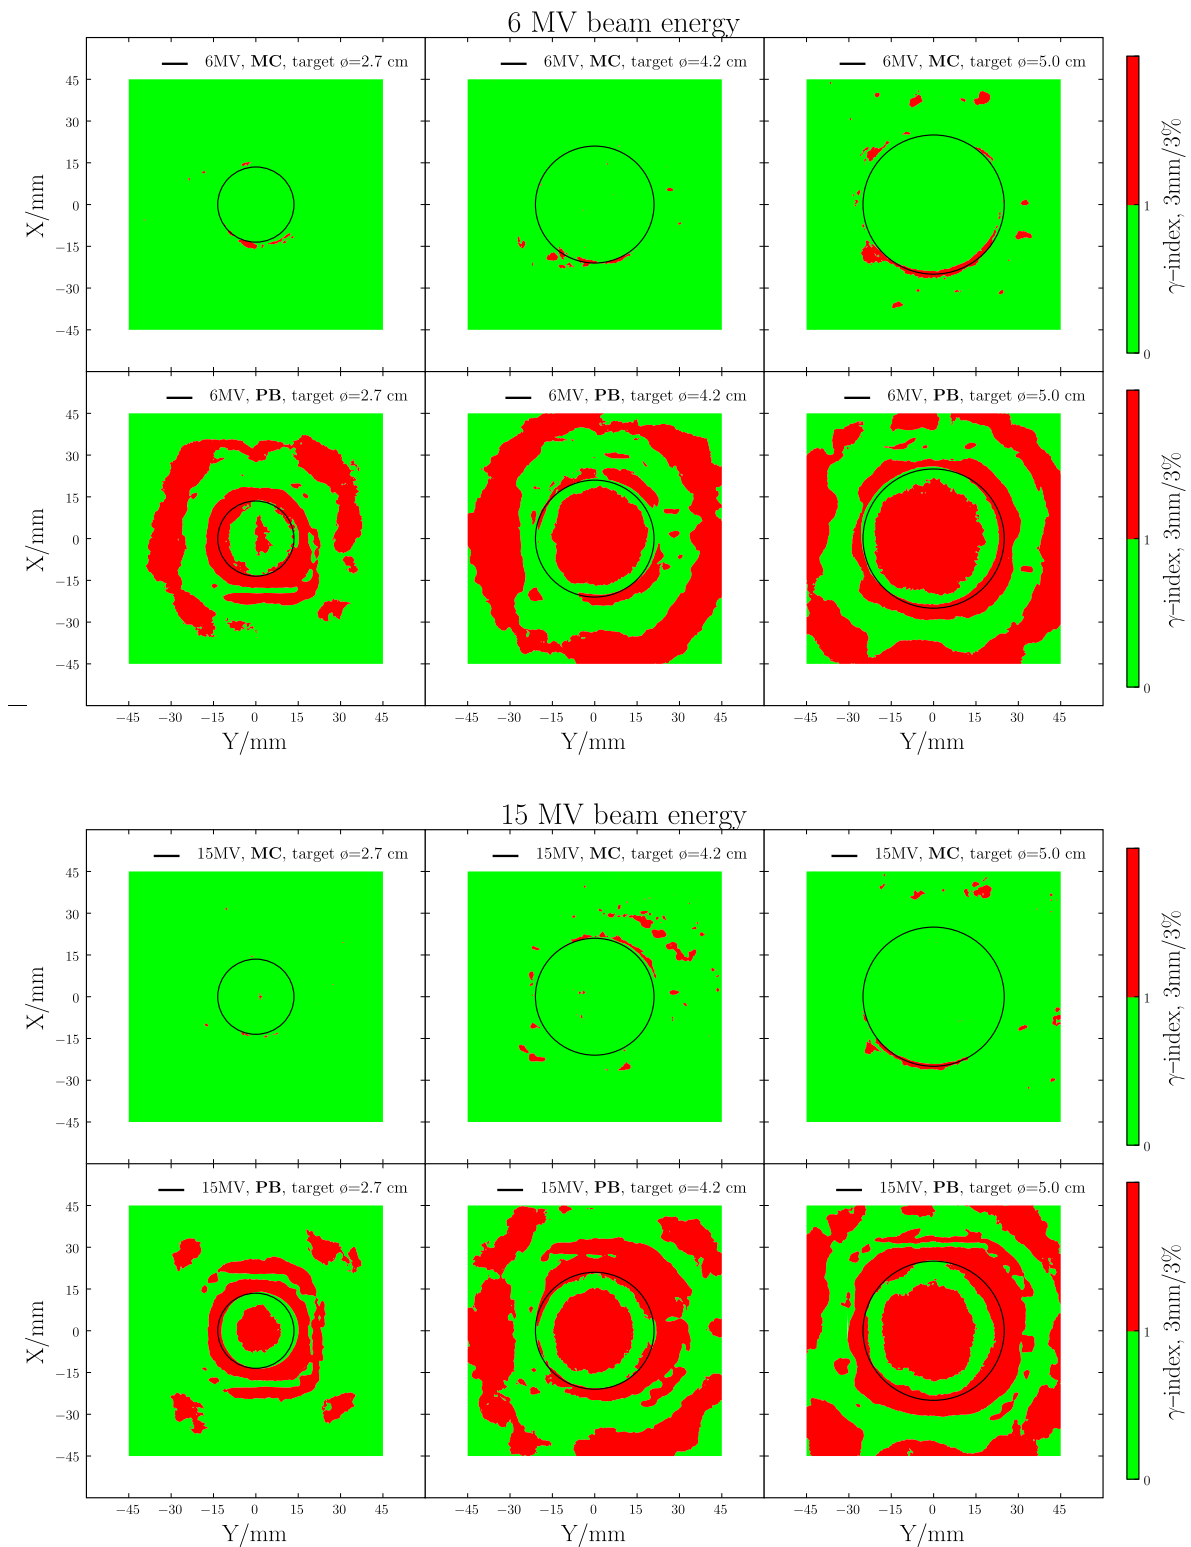 6 MV beam energy
6MV, MC, target ø=2.7 cm
6MV, MC, target ø=4.2 cm
6MV, MC, target ø=5.0 cm
45
30
15
0
−15
−30
−45
X/mm
1
0
γ−index, 3mm/3%
6MV, PB, target ø=2.7 cm
6MV, PB, target ø=4.2 cm
6MV, PB, target ø=5.0 cm
45
30
15
0
−15
−30
−45
X/mm
1
0
γ−index, 3mm/3%
−45 −30 −15 0 15 30 45
−45 −30 −15 0 15 30 45
−45 −30 −15 0 15 30 45
Y/mm
Y/mm
Y/mm
15 MV beam energy
15MV, MC, target ø=2.7 cm
15MV, MC, target ø=4.2 cm
15MV, MC, target ø=5.0 cm
45
30
15
0
−15
−30
−45
X/mm
1
0
γ−index, 3mm/3%
15MV, PB, target ø=2.7 cm
15MV, PB, target ø=4.2 cm
15MV, PB, target ø=5.0 cm
45
30
15
0
−15
−30
−45
X/mm
1
0
γ−index, 3mm/3%
−45 −30 −15 0 15 30 45
−45 −30 −15 0 15 30 45
−45 −30 −15 0 15 30 45
Y/mm
Y/mm
Y/mm